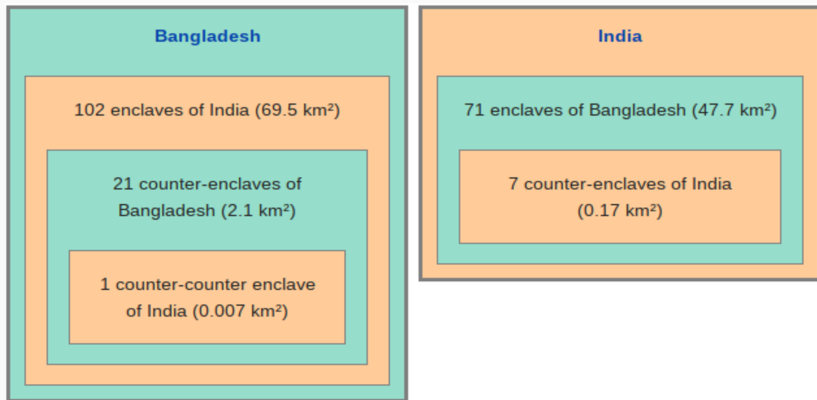 Bangladesh
102 enclaves of India (69.5 km²)
21 counter-enclaves of
Bangladesh (2.1 km²)
1 counter-counter enclave
of India (0.007 km²)
India
71 enclaves of Bangladesh (47.7 km²)
7 counter-enclaves of India
(0.17 km²)